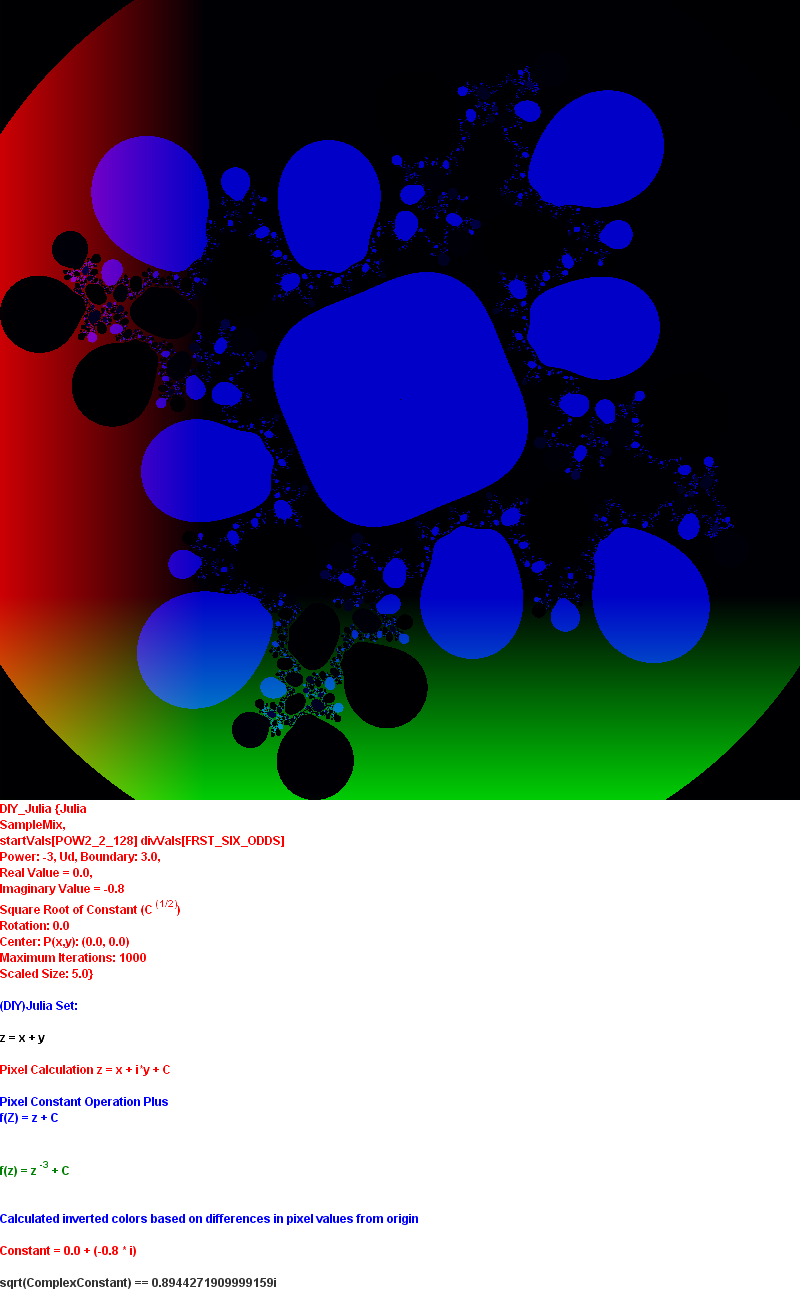 DIY_Julia {Julia
SampleMix,
startVals[POW2_2_128] divVals[FRST_SIX_ODDS]
Power: -3, Ud, Boundary: 3.0,
Real Value = 0.0,
Imaginary Value = -0.8
Square Root of Constant (C (1/2))
Rotation: 0.0
Center: P(x,y): (0.0, 0.0)
Maximum Iterations: 1000
Scaled Size: 5.0}
(DIY)Julia Set:
z = x + y
Pixel Calculation z = x + i*y + C
Pixel Constant Operation Plus
f(Z) = z + C
f(z) = z -3 + C
Calculated inverted colors based on differences in pixel values from origin
Constant = 0.0 + (-0.8 * i)
sqrt(ComplexConstant) == 0.8944271909999159i